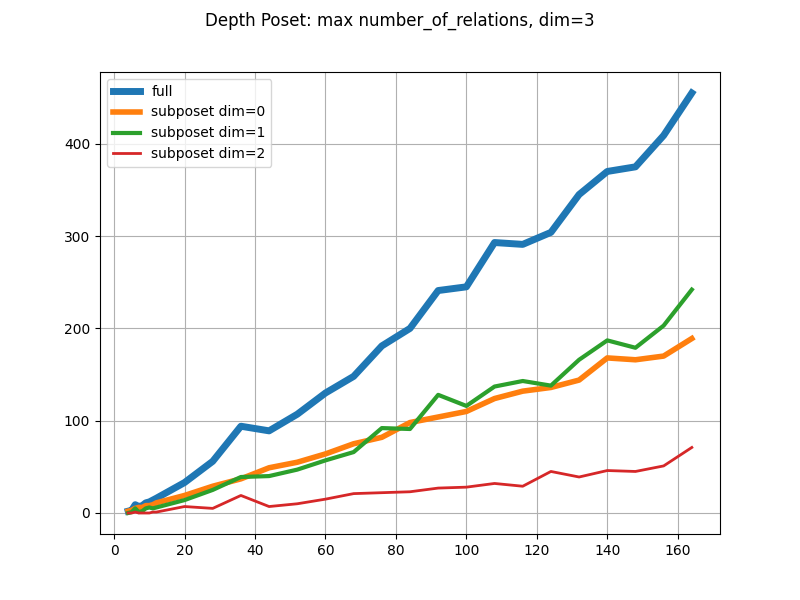 Depth Poset: max number_of_relations, dim=3
full
subposet dim=0
subposet dim=1
subposet dim=2
400
300
200
100
0
0 20 40 60 80 100 120 140 160